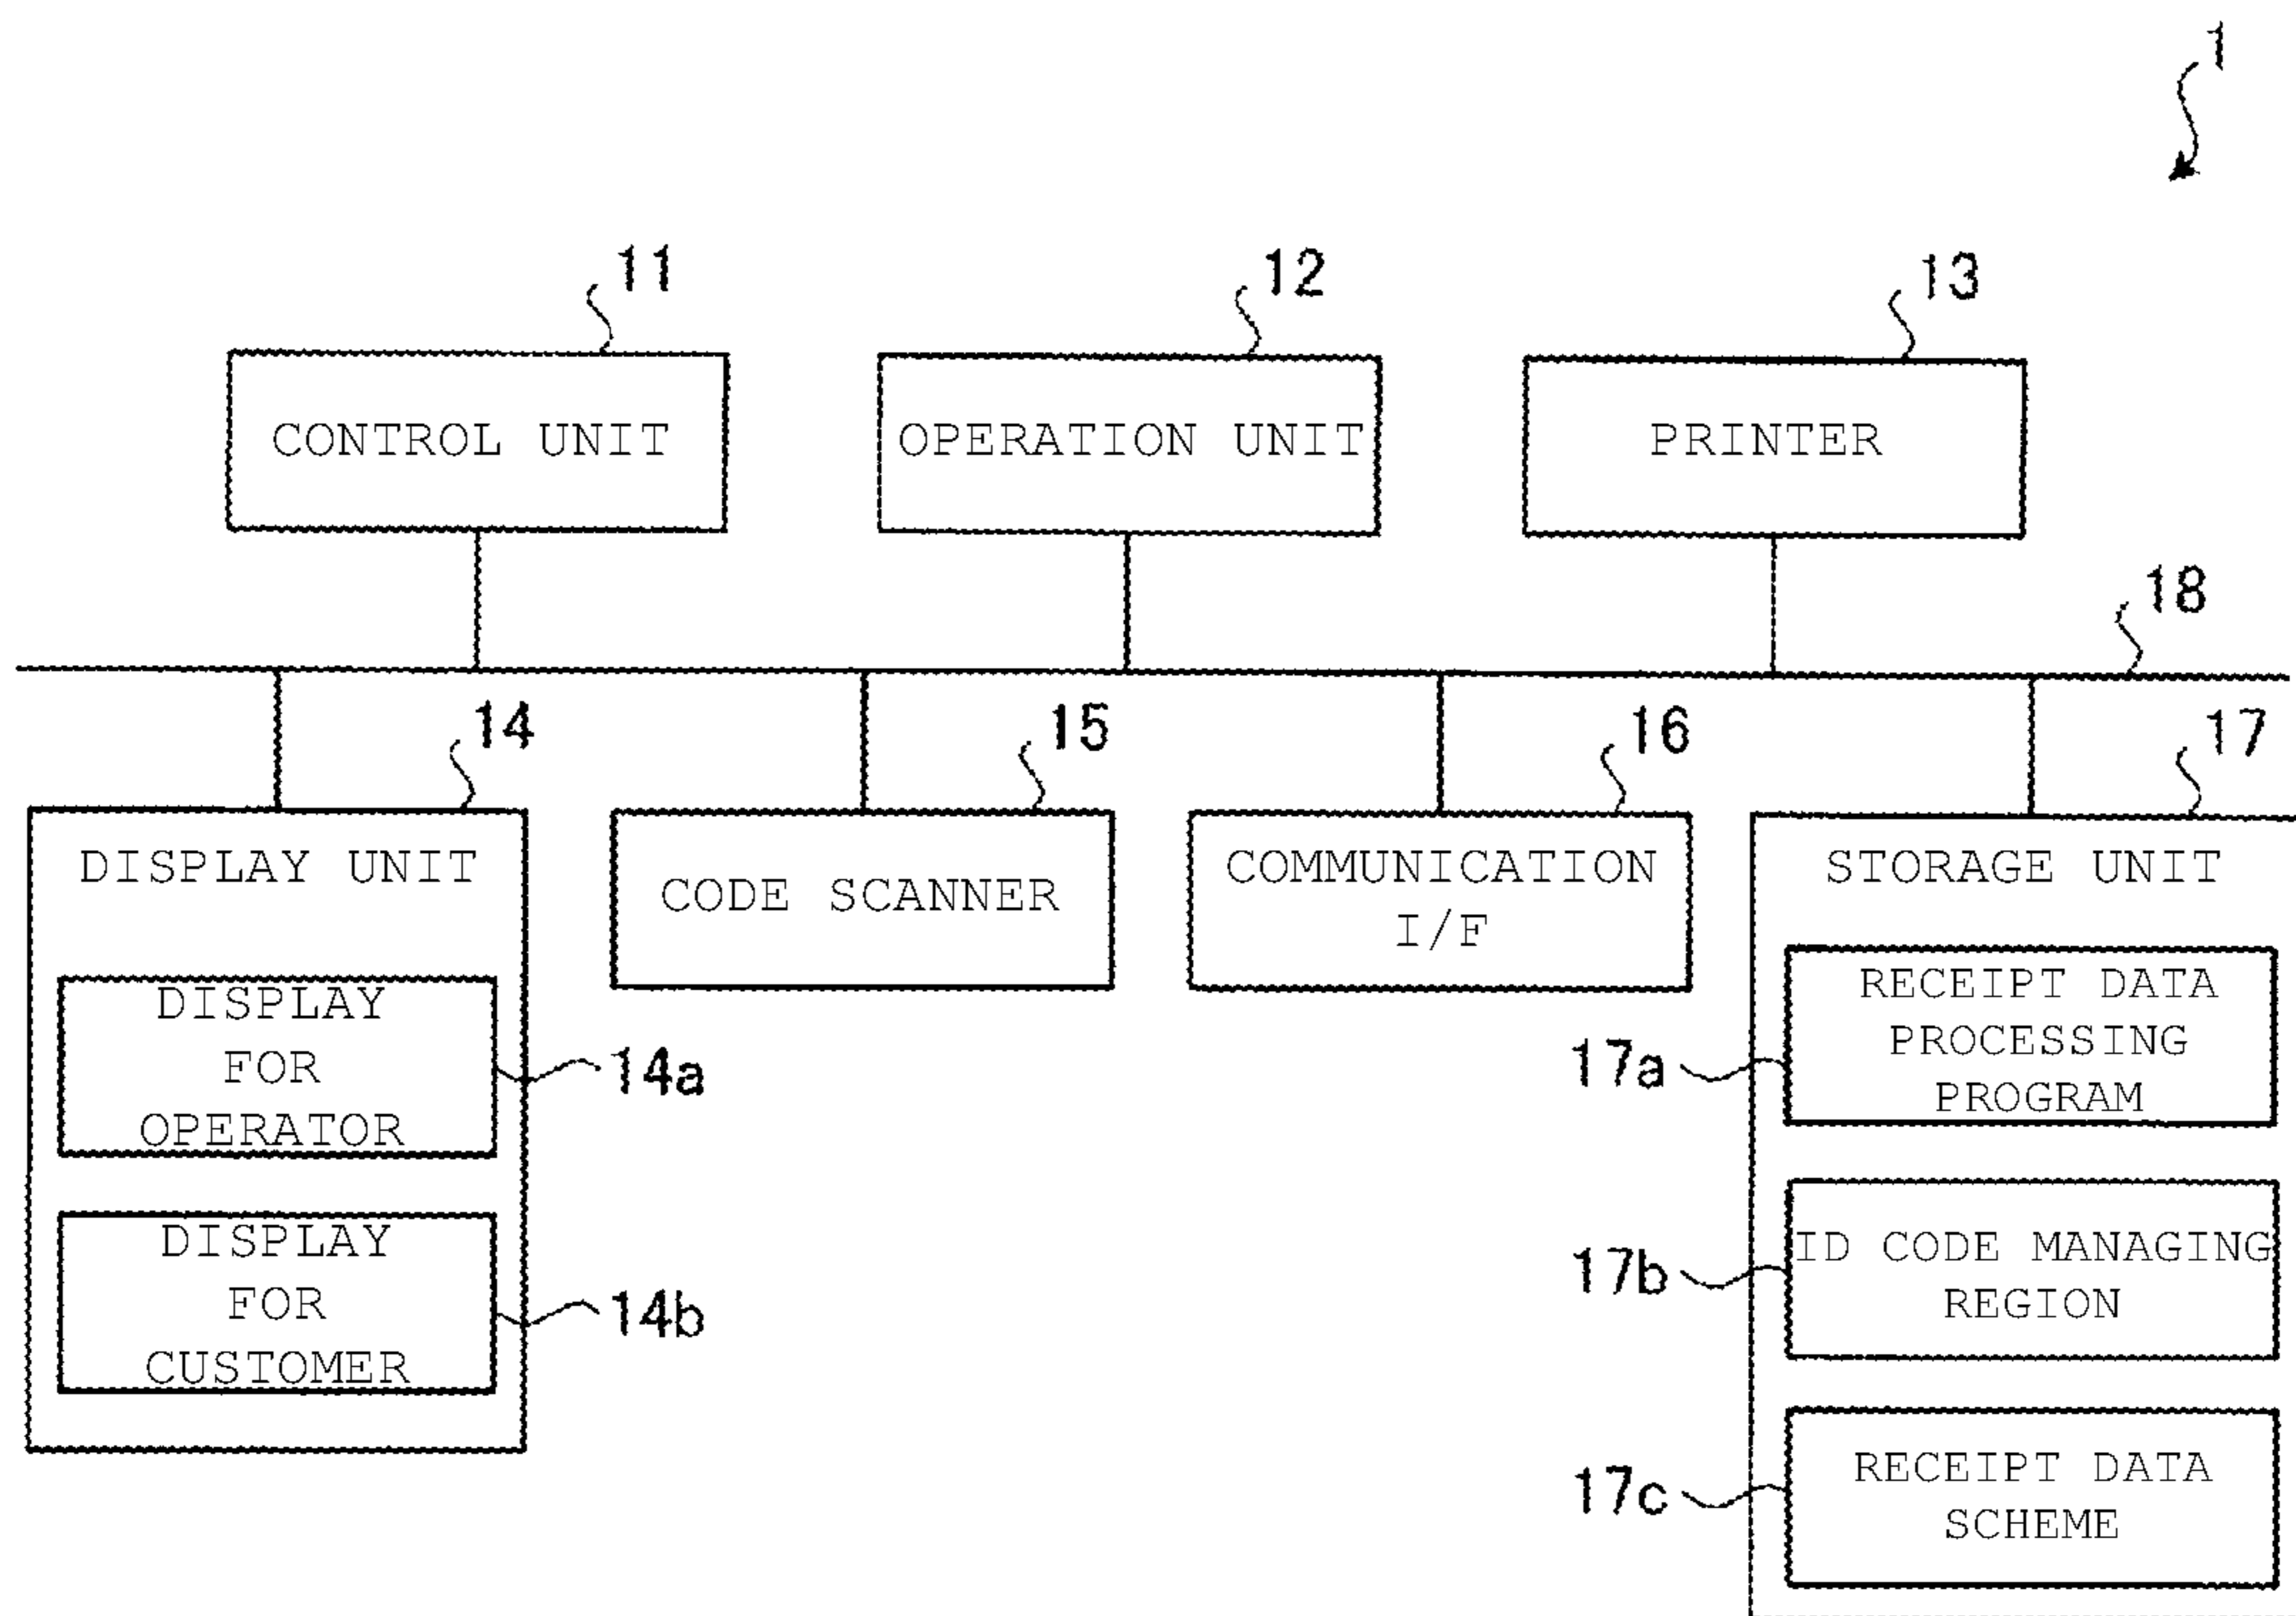 1
11
12
13
CONTROL UNIT
OPERATION UNIT
PRINTER
18
14
15
16
17
DISPLAY UNIT
CODE SCANNER
COMMUNICATION
I/F
STORAGE UNIT
DISPLAY
FOR
OPERATOR
14a
DISPLAY
FOR
CUSTOMER
14b
RECEIPT DATA
PROCESSING
PROGRAM
17a
ID CODE MANAGING
REGION
17b
RECEIPT DATA
SCHEME
17c